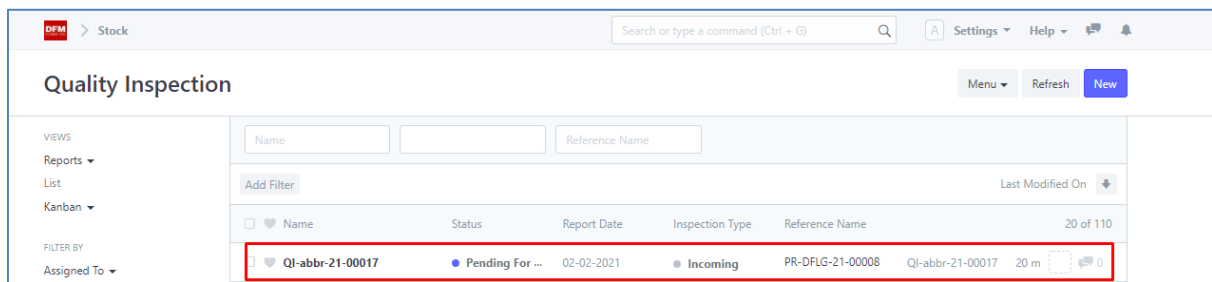 DFM Stock Search or type a command (Ctrl + G) A Settings Help
Quality Inspection Menu Refresh New
VIEWS Name Reference Name
Reports
List Add Filter Last Modified On
Kanban
Name Status Report Date Inspection Type Reference Name 20 of 110
FILTER BY
Assigned To QI-abbr-21-00017 Pending For ... 02-02-2021 Incoming PR-DFLG-21-00008 QI-abbr-21-00017 20 m 0